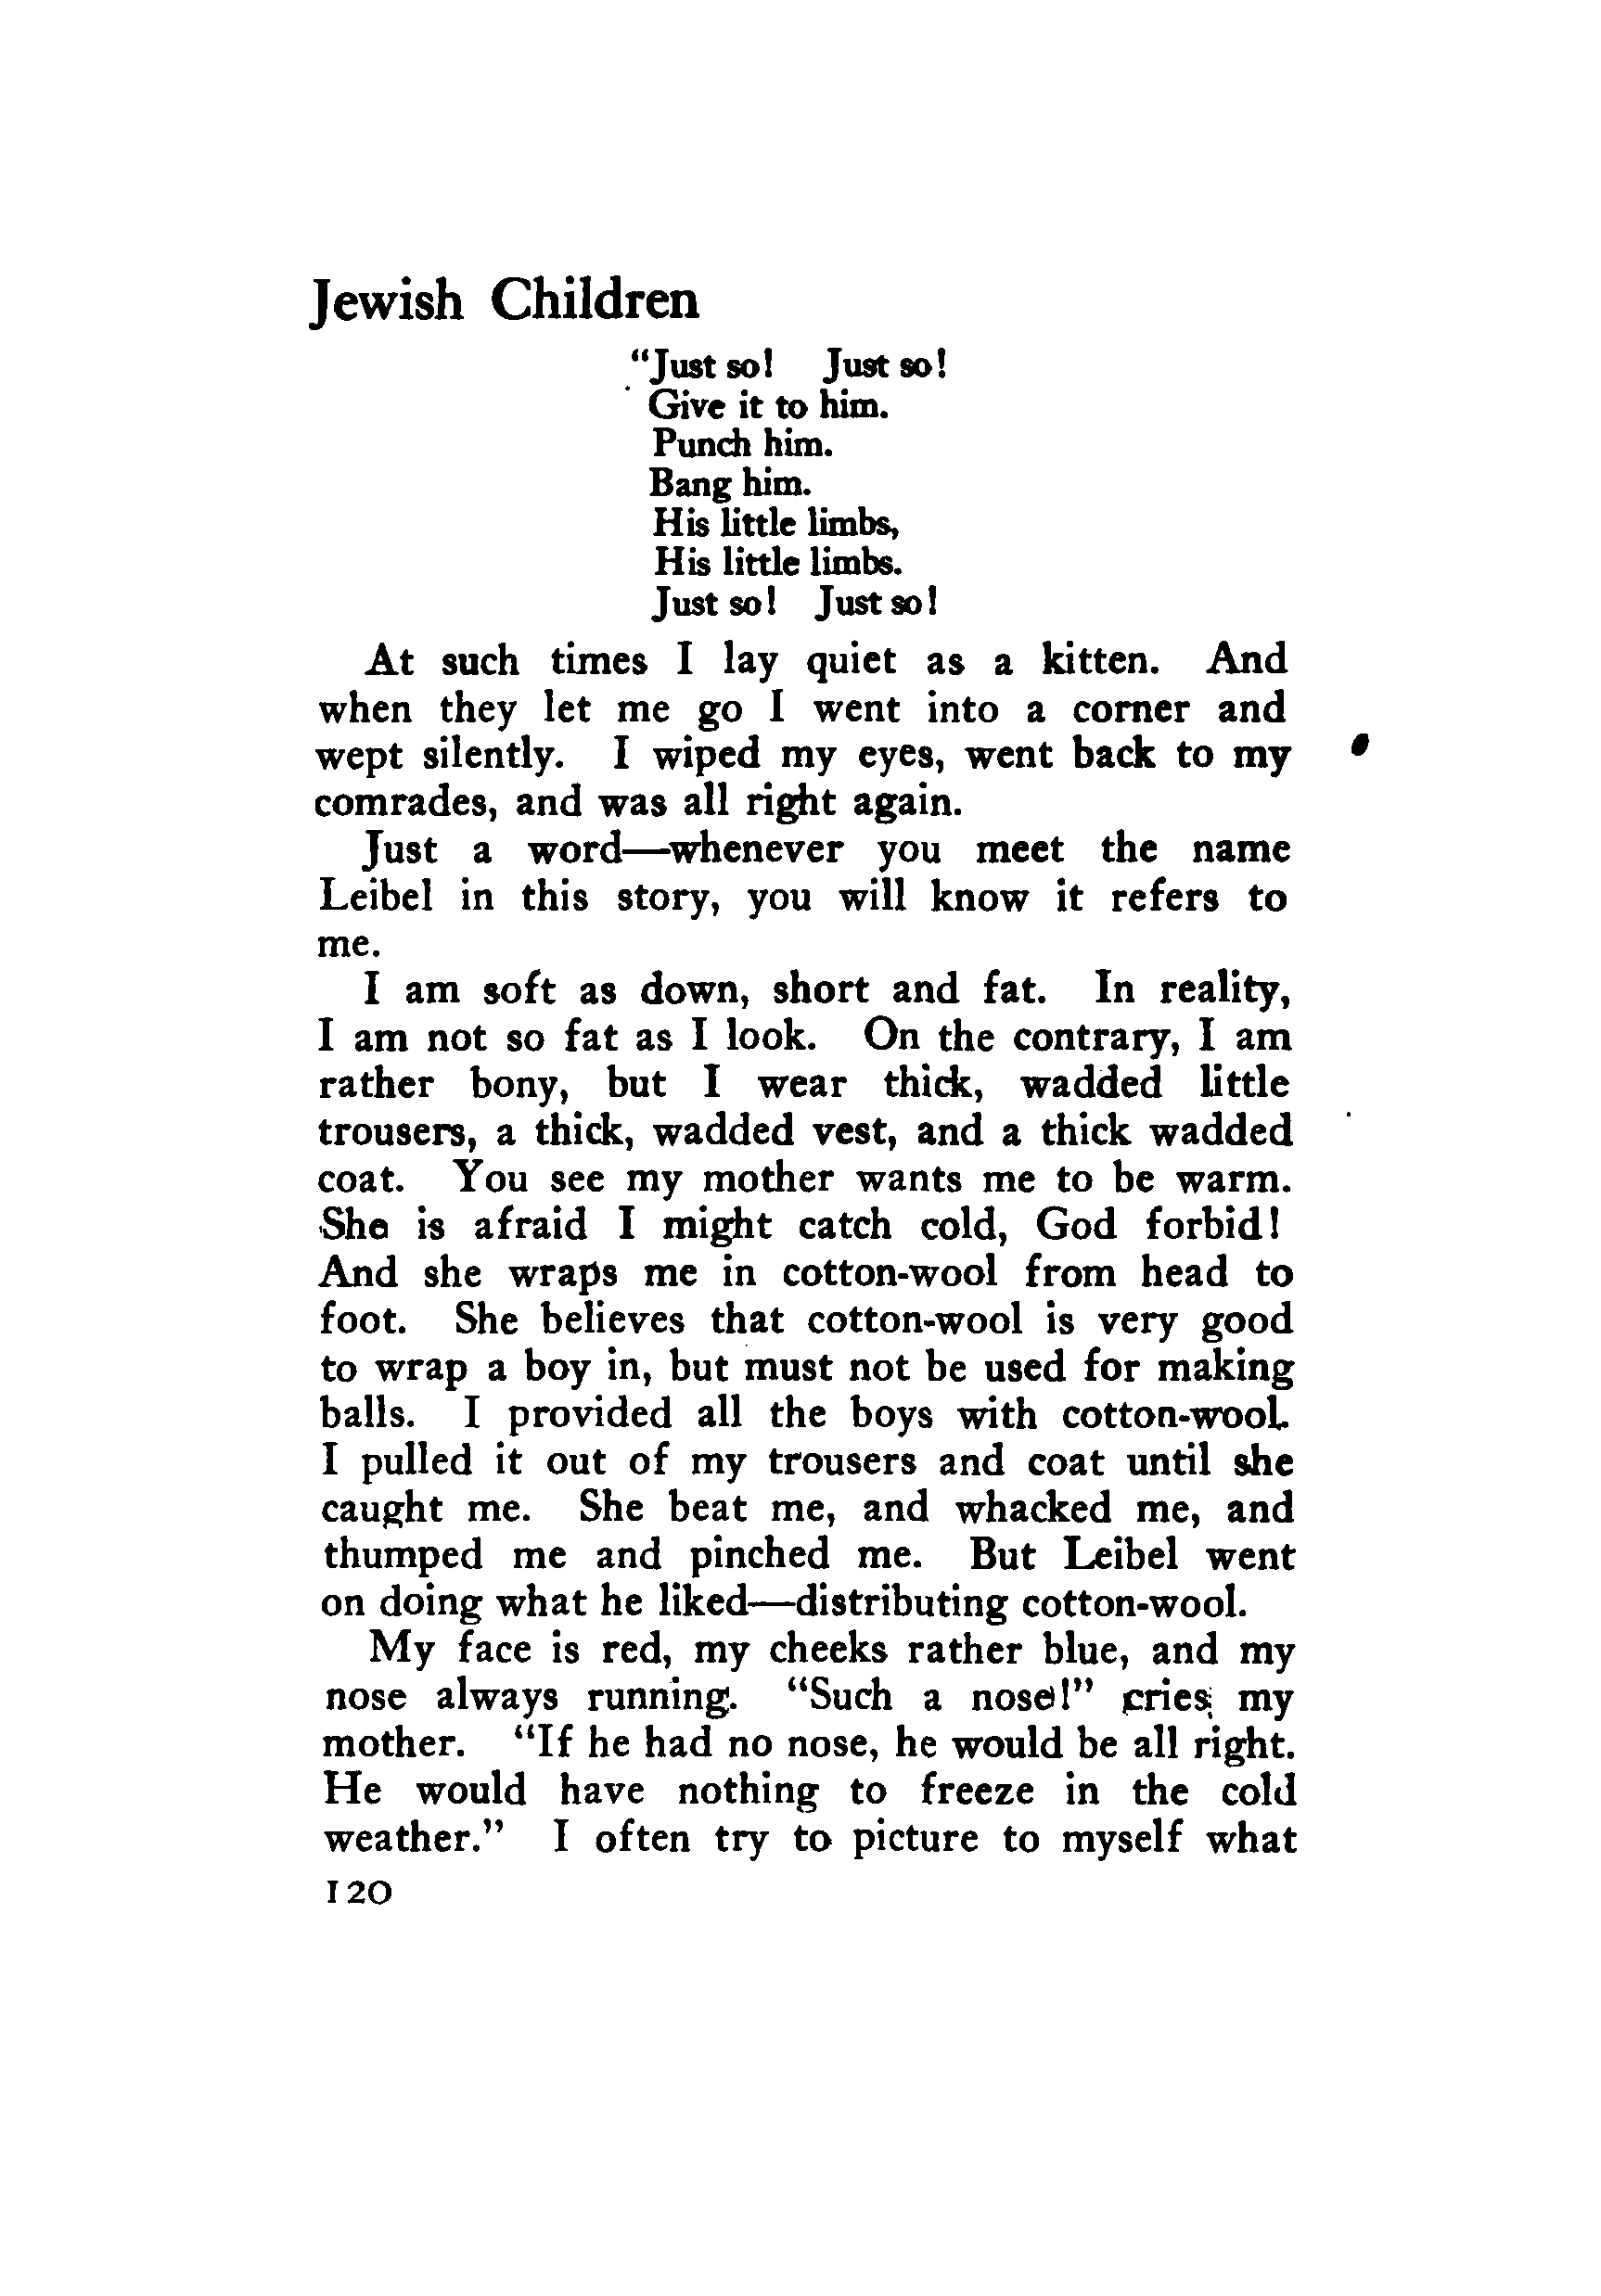 Jewish Children
"Just so! Just so!
Give it to him.
Punch him.
Bang him.
His little limbs,
His little limbs.
Just so! Just so!
At such times I lay quiet as a kitten. And
when they let me go I went into a corner and
wept silently. I wiped my eyes, went back to my
comrades, and was all right again.
Just a word—whenever you meet the name
Leibel in this story, you will know it refers to
me.
I am soft as down, short and fat. In reality,
I am not so fat as I look. On the contrary, I am
rather bony, but I wear thick, wadded little
trousers, a thick, wadded vest, and a thick wadded
coat. You see my mother wants me to be warm.
She is afraid I might catch cold, God forbid!
And she wraps me in cotton-wool from head to
foot. She believes that cotton-wool is very good
to wrap a boy in, but must not be used for making
balls. I provided all the boys with cotton-wool.
I pulled it out of my trousers and coat until she
caught me. She beat me, and whacked me, and
thumped me and pinched me. But Leibel went
on doing what he liked—distributing cotton-wool.
My face is red, my cheeks rather blue, and my
nose always running. "Such a nose!" cries my
mother. "If he had no nose, he would be all right.
He would have nothing to freeze in the cold
weather." I often try to picture to myself what
120